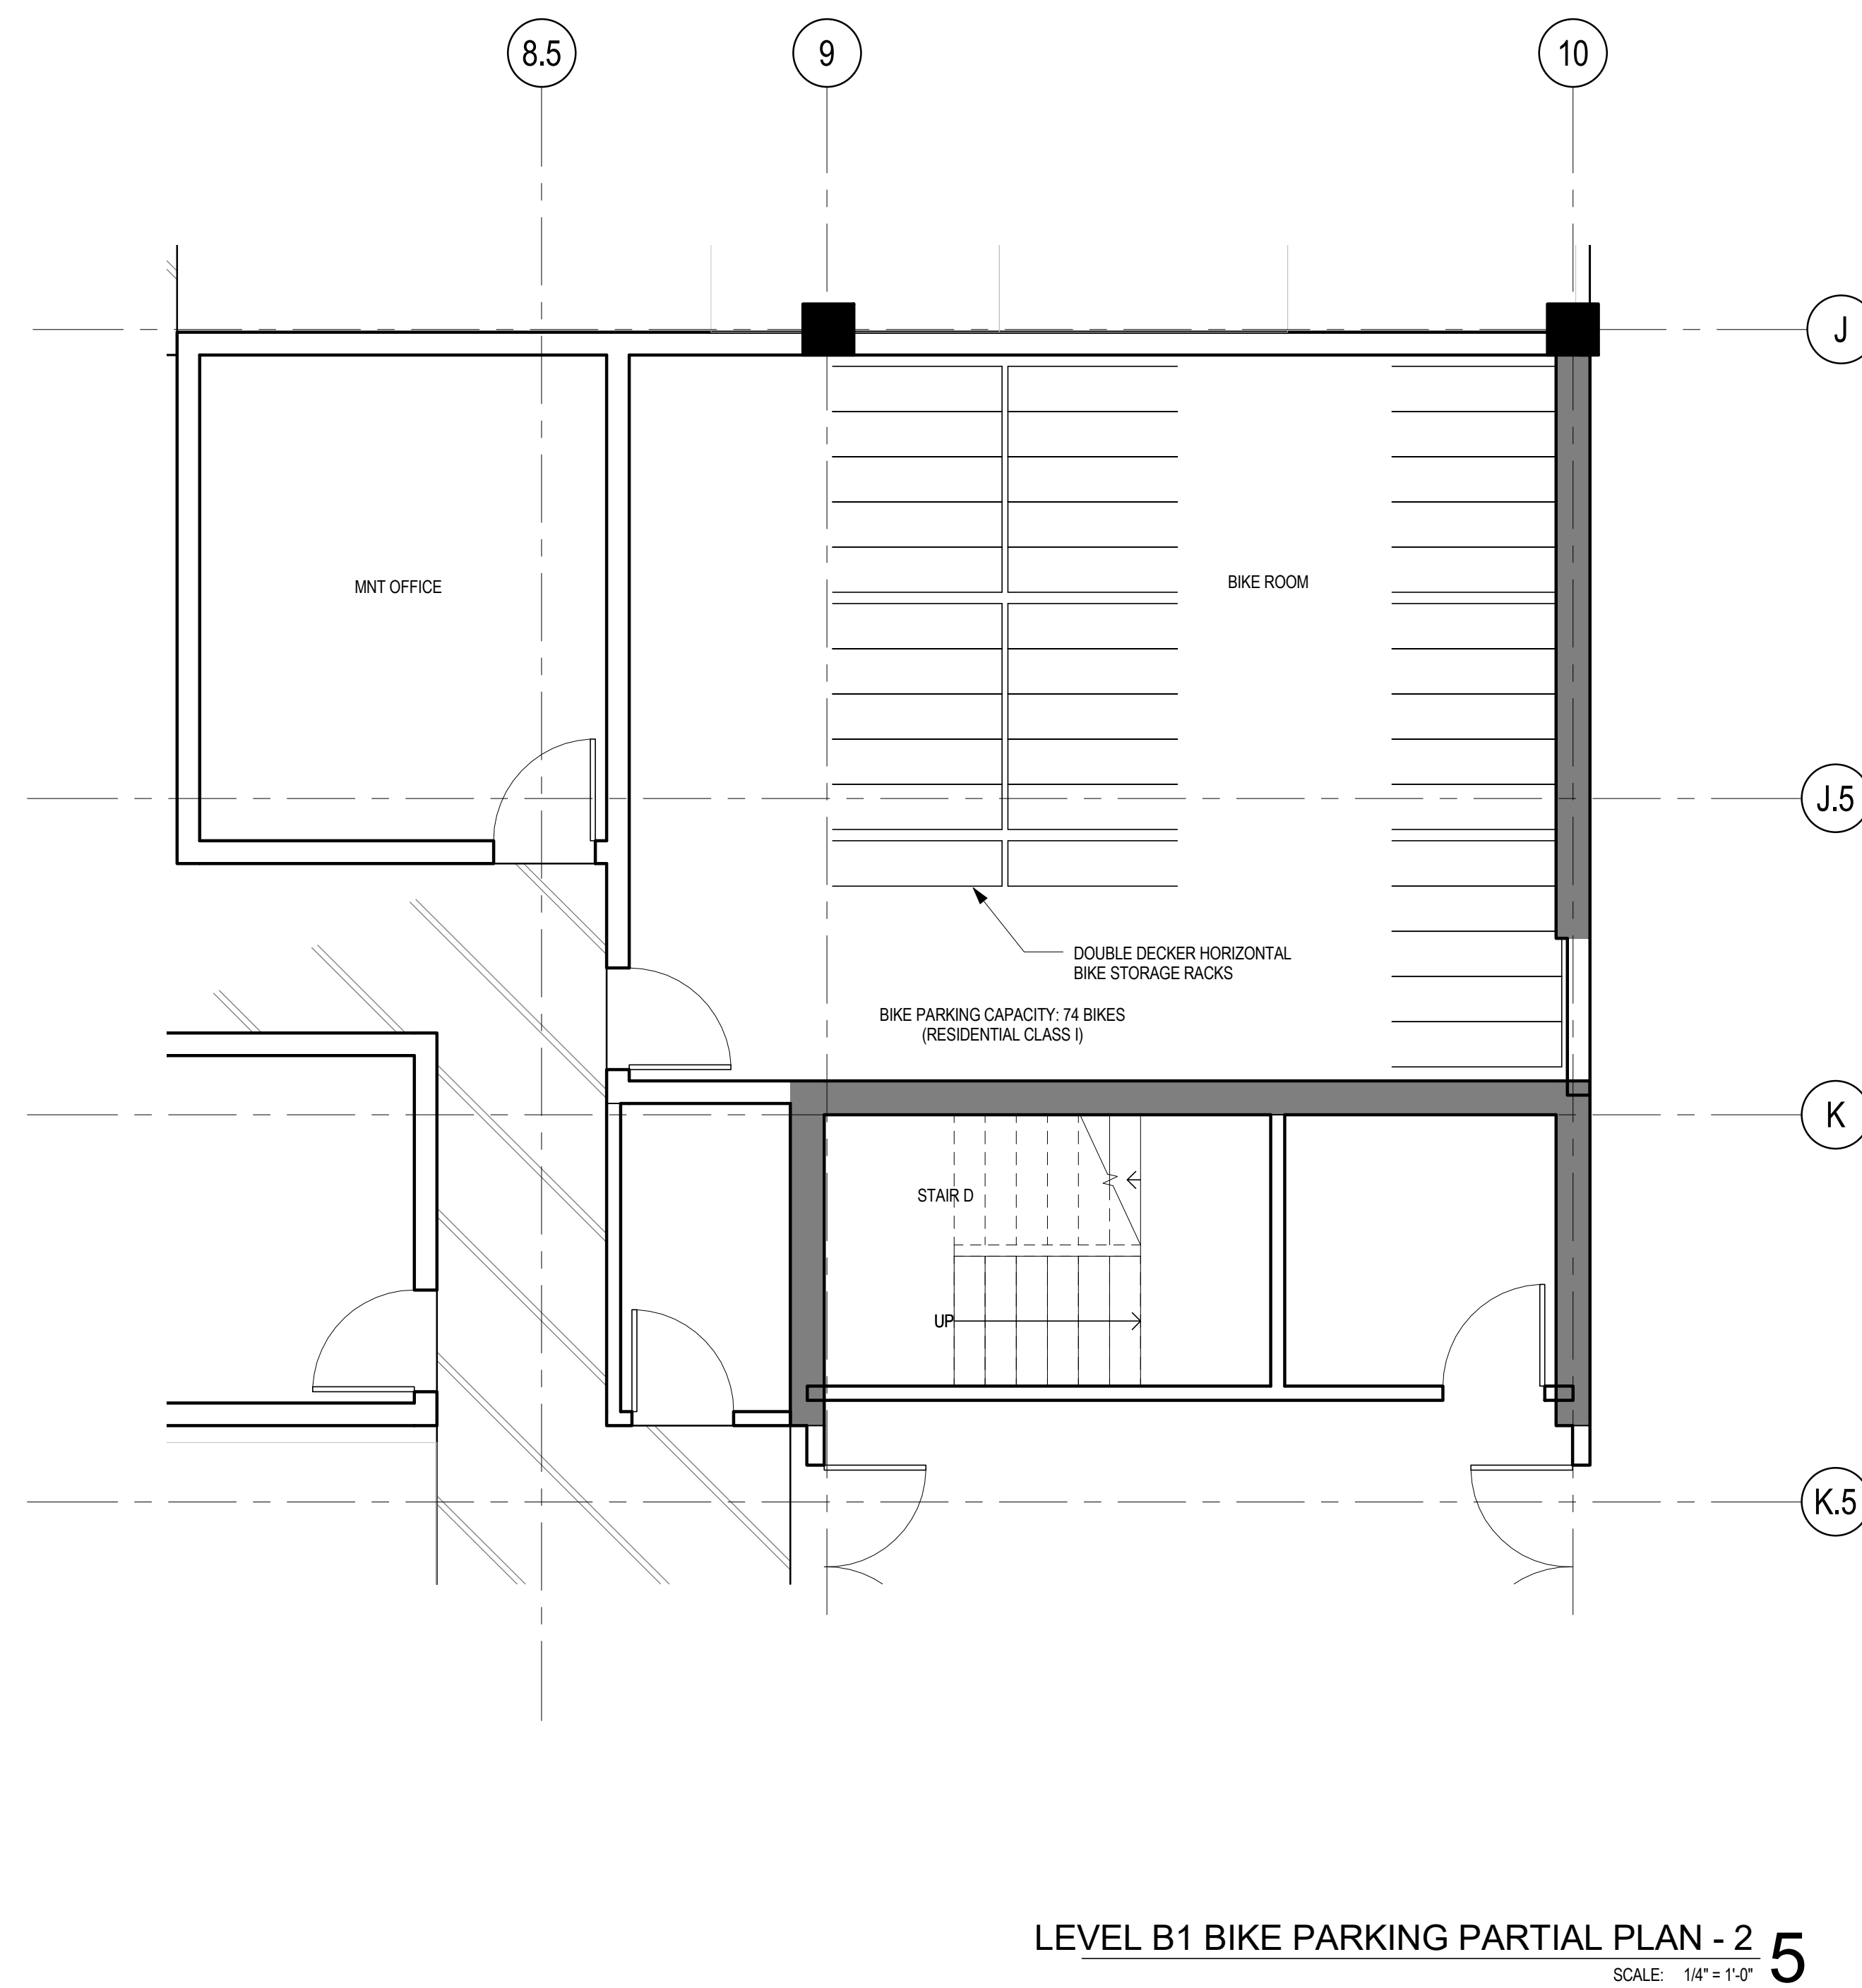 8.5
9
10
J
MNT OFFICE
BIKE ROOM
J.5
DOUBLE DECKER HORIZONTAL
BIKE STORAGE RACKS
BIKE PARKING CAPACITY: 74 BIKES
(RESIDENTIAL CLASS I)
K
STAIR D
UP
K.5
LEVEL B1 BIKE PARKING PARTIAL PLAN - 2
5
SCALE: 1/4" = 1'-0"